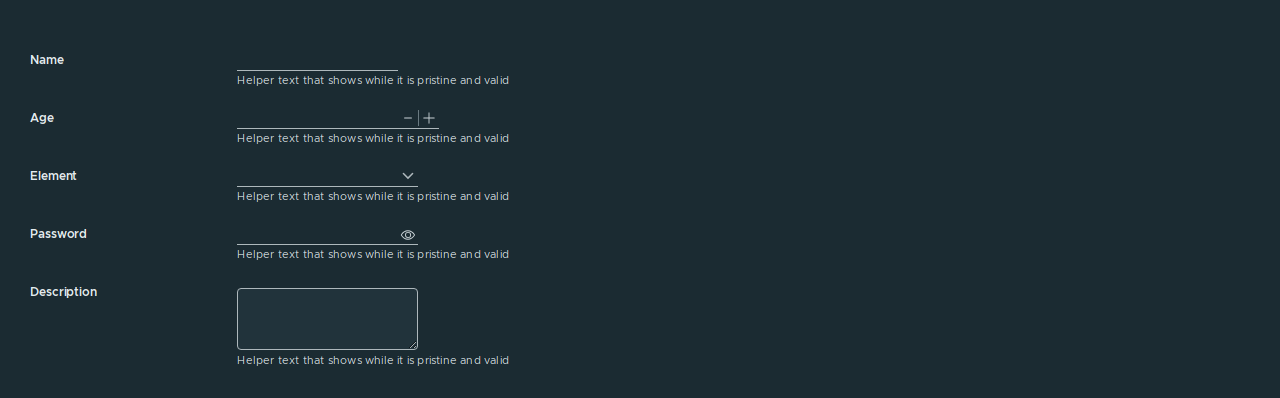 Name
Helper text that shows while it is pristine and valid
Age
Helper text that shows while it is pristine and valid
Element
Helper text that shows while it is pristine and valid
Password
Helper text that shows while it is pristine and valid
Description
Helper text that shows while it is pristine and valid